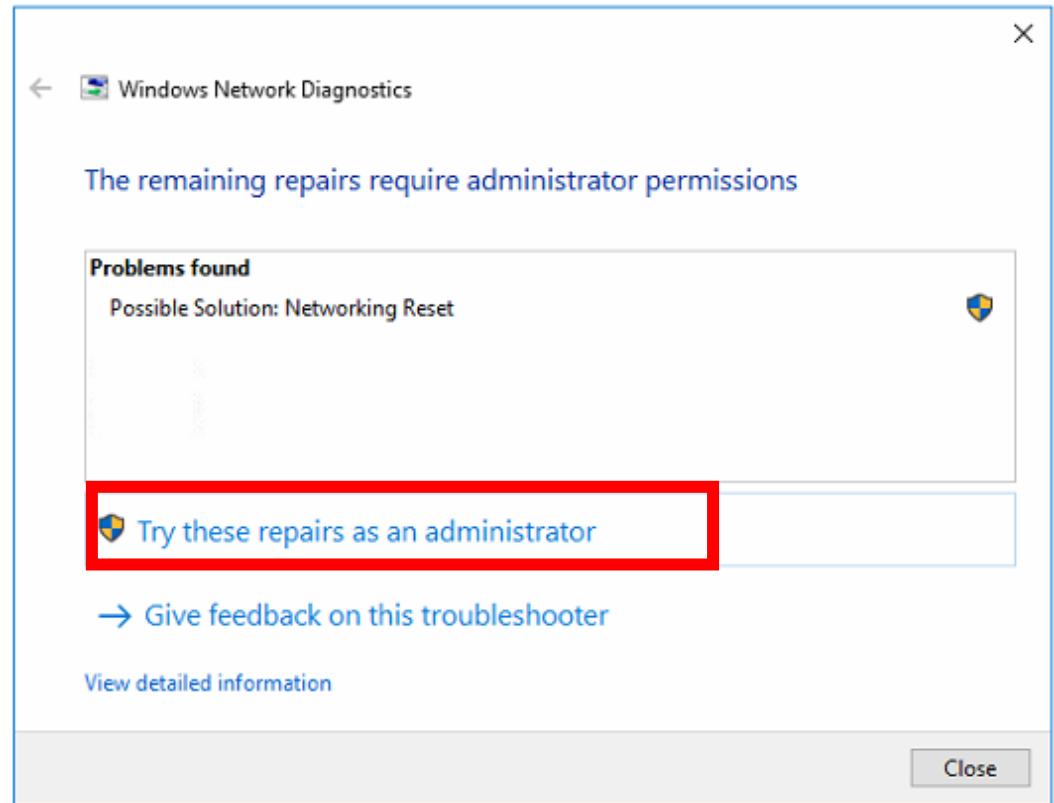 Windows Network Diagnostics
The remaining repairs require administrator permissions
Problems found
Possible Solution: Networking Reset
Try these repairs as an administrator
Give feedback on this troubleshooter
View detailed information
Close